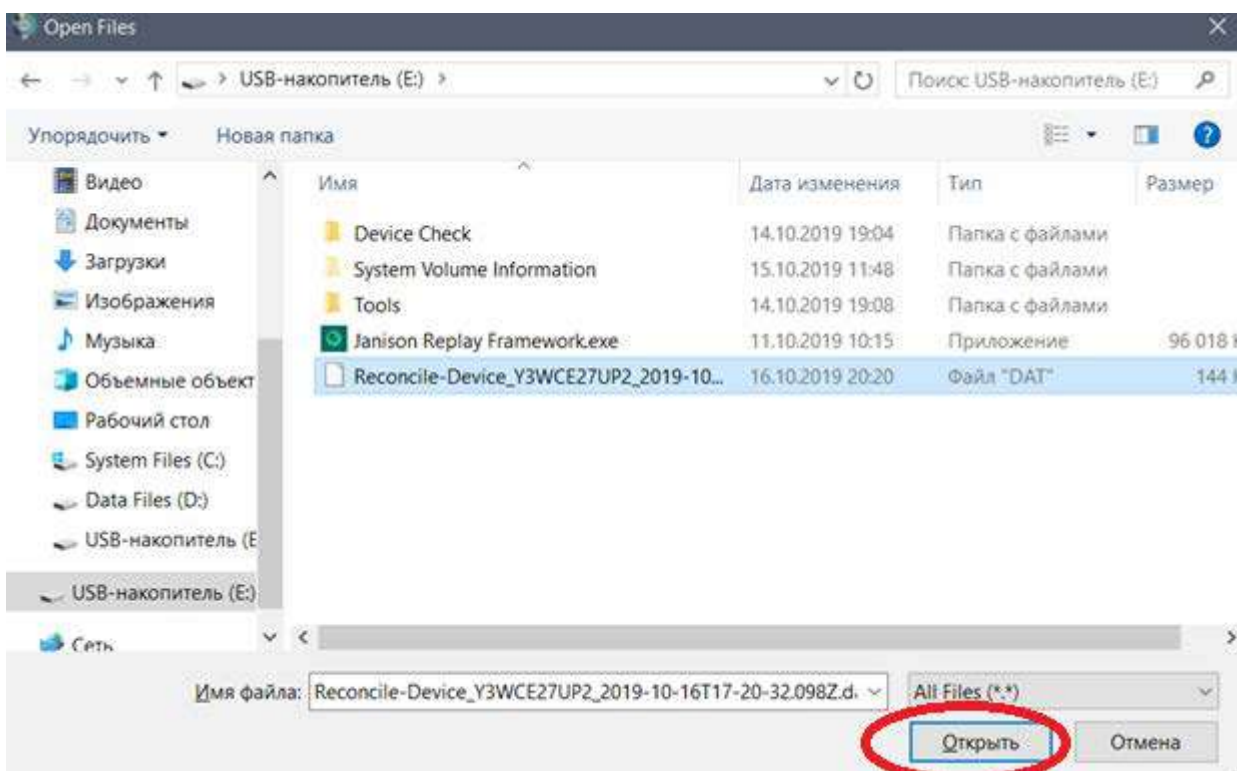 Open Files
USB-накопитель (E:)
Поиск: USB-накопитель (E:)
Упорядочить
Новая папка
Имя
Дата изменения
Тип
Размер
Видео
Документы
Загрузки
Изображения
Музыка
Объемные объект
Рабочий стол
System Files (C:)
Data Files (D:)
USB-накопитель (E
USB-накопитель (E:)
Сеть
Device Check 14.10.2019 19:04 Папка с файлами
System Volume Information 15.10.2019 11:48 Папка с файлами
Tools 14.10.2019 19:08 Папка с файлами
Janison Replay Framework.exe 11.10.2019 10:15 Приложение 96 018
Reconcile-Device_Y3WCE27UP2_2019-10... 16.10.2019 20:20 Файл "DAT" 144
Имя файла: Reconcile-Device_Y3WCE27UP2_2019-10-16T17-20-32.098Z.d.
All Files (*.*)
Открыть
Отмена